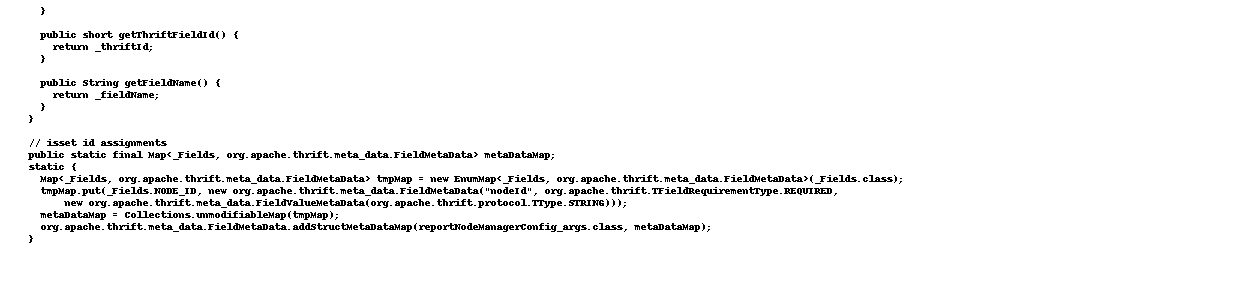 }
public short getThriftFieldId() {
return _thriftId;
}
public String getFieldName() {
return _fieldName;
}
}
// isset id assignments
public static final Map<_Fields, org.apache.thrift.meta_data.FieldMetaData> metaDataMap;
static {
Map<_Fields, org.apache.thrift.meta_data.FieldMetaData> tmpMap = new EnumMap<_Fields, org.apache.thrift.meta_data.FieldMetaData>(_Fields.class);
tmpMap.put(_Fields.NODE_ID, new org.apache.thrift.meta_data.FieldMetaData("nodeId", org.apache.thrift.TFieldRequirementType.REQUIRED,
new org.apache.thrift.meta_data.FieldValueMetaData(org.apache.thrift.protocol.TType.STRING)));
metaDataMap = Collections.unmodifiableMap(tmpMap);
org.apache.thrift.meta_data.FieldMetaData.addStructMetaDataMap(reportNodeManagerConfig_args.class, metaDataMap);
}